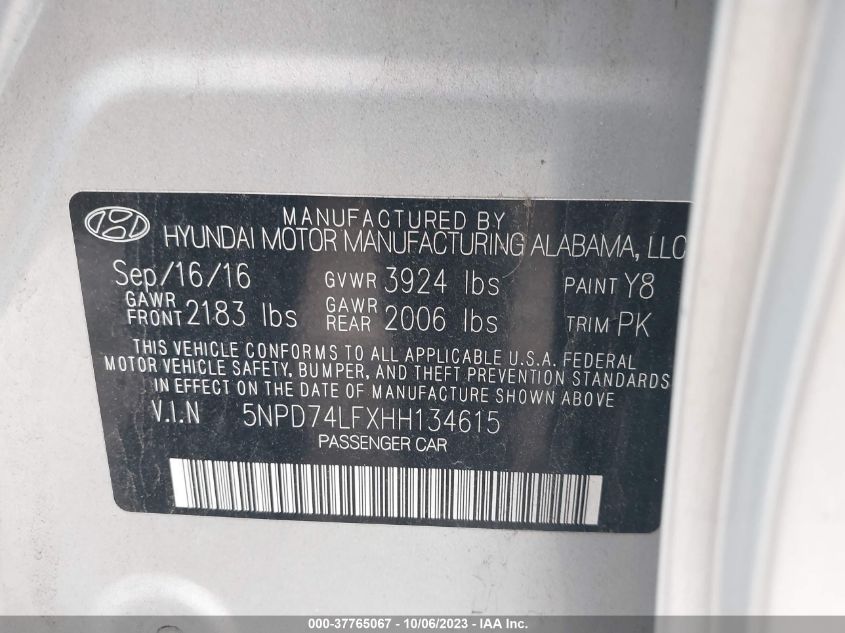 MANUFACTURED BY
HYUNDAI MOTOR MANUFACTURING ALABAMA, LLC
Sep/16/16 GVWR 3924 lbs PAINT Y8
GAWR FRONT 2183 lbs GAWR REAR 2006 lbs TRIM PK
THIS VEHICLE CONFORMS TO ALL APPLICABLE U.S.A. FEDERAL
MOTOR VEHICLE SAFETY, BUMPER, AND THEFT PREVENTION STANDARDS
IN EFFECT ON THE DATE OF MANUFACTURE SHOWN ABOVE.
V.I.N 5NPD74LFXHH134615
PASSENGER CAR
000-37765067 - 10/06/2023 - IAA Inc.